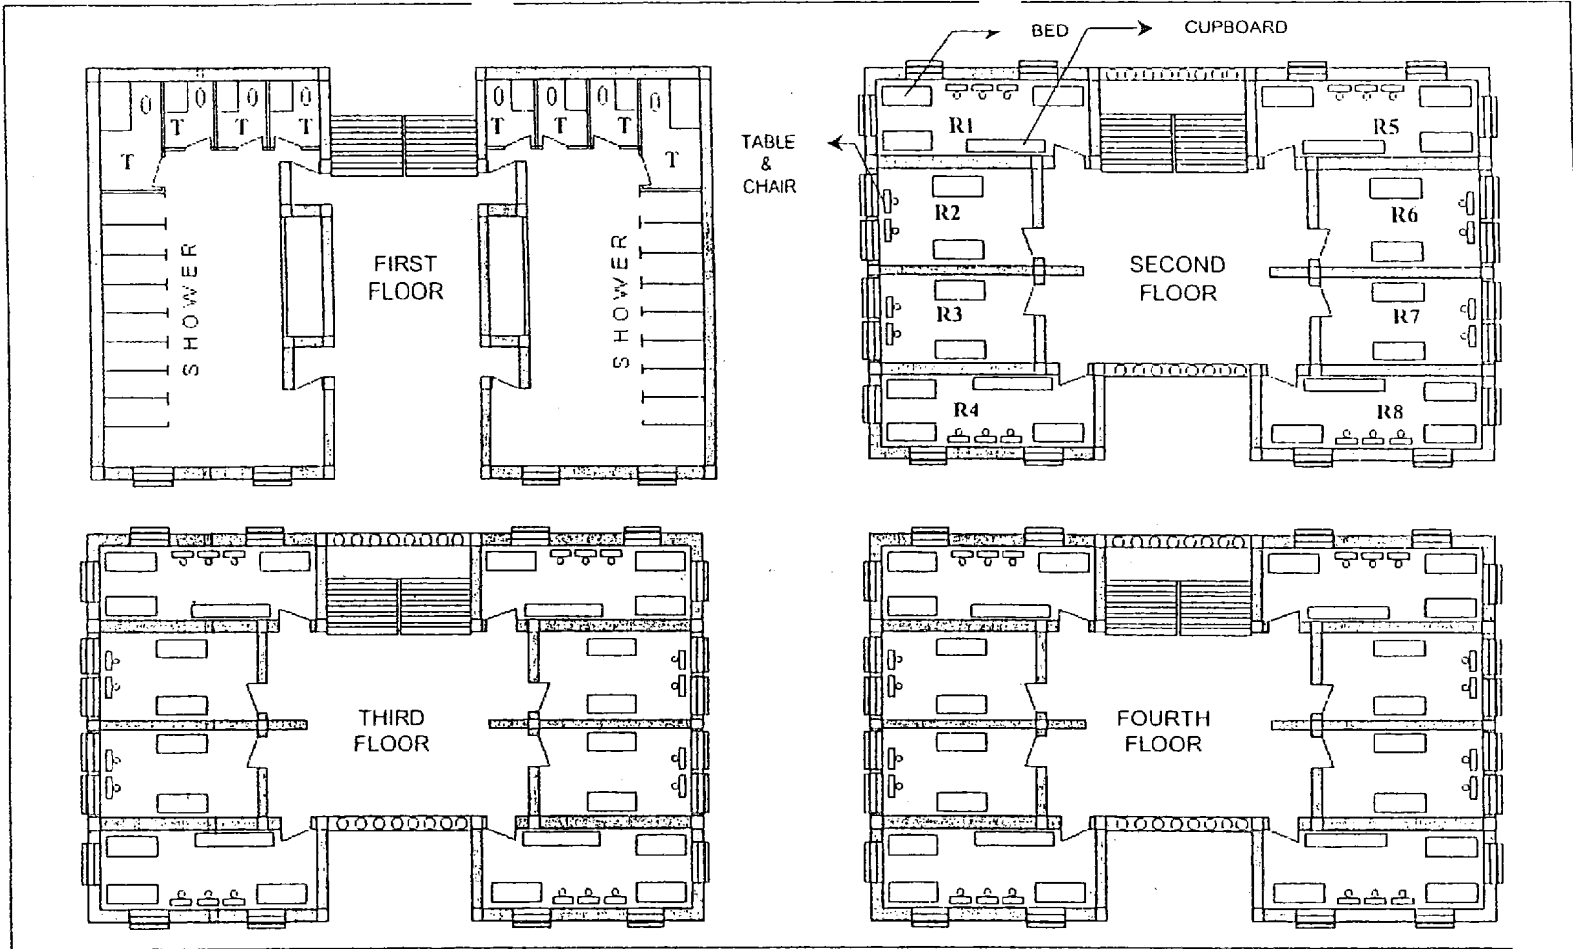 BED
CUPBOARD
TABLE
&
CHAIR
T
T
T
T
T
T
T
T
SHOWER
SHOWER
FIRST
FLOOR
R1
R2
R3
R4
R5
R6
R7
R8
SECOND
FLOOR
THIRD
FLOOR
FOURTH
FLOOR